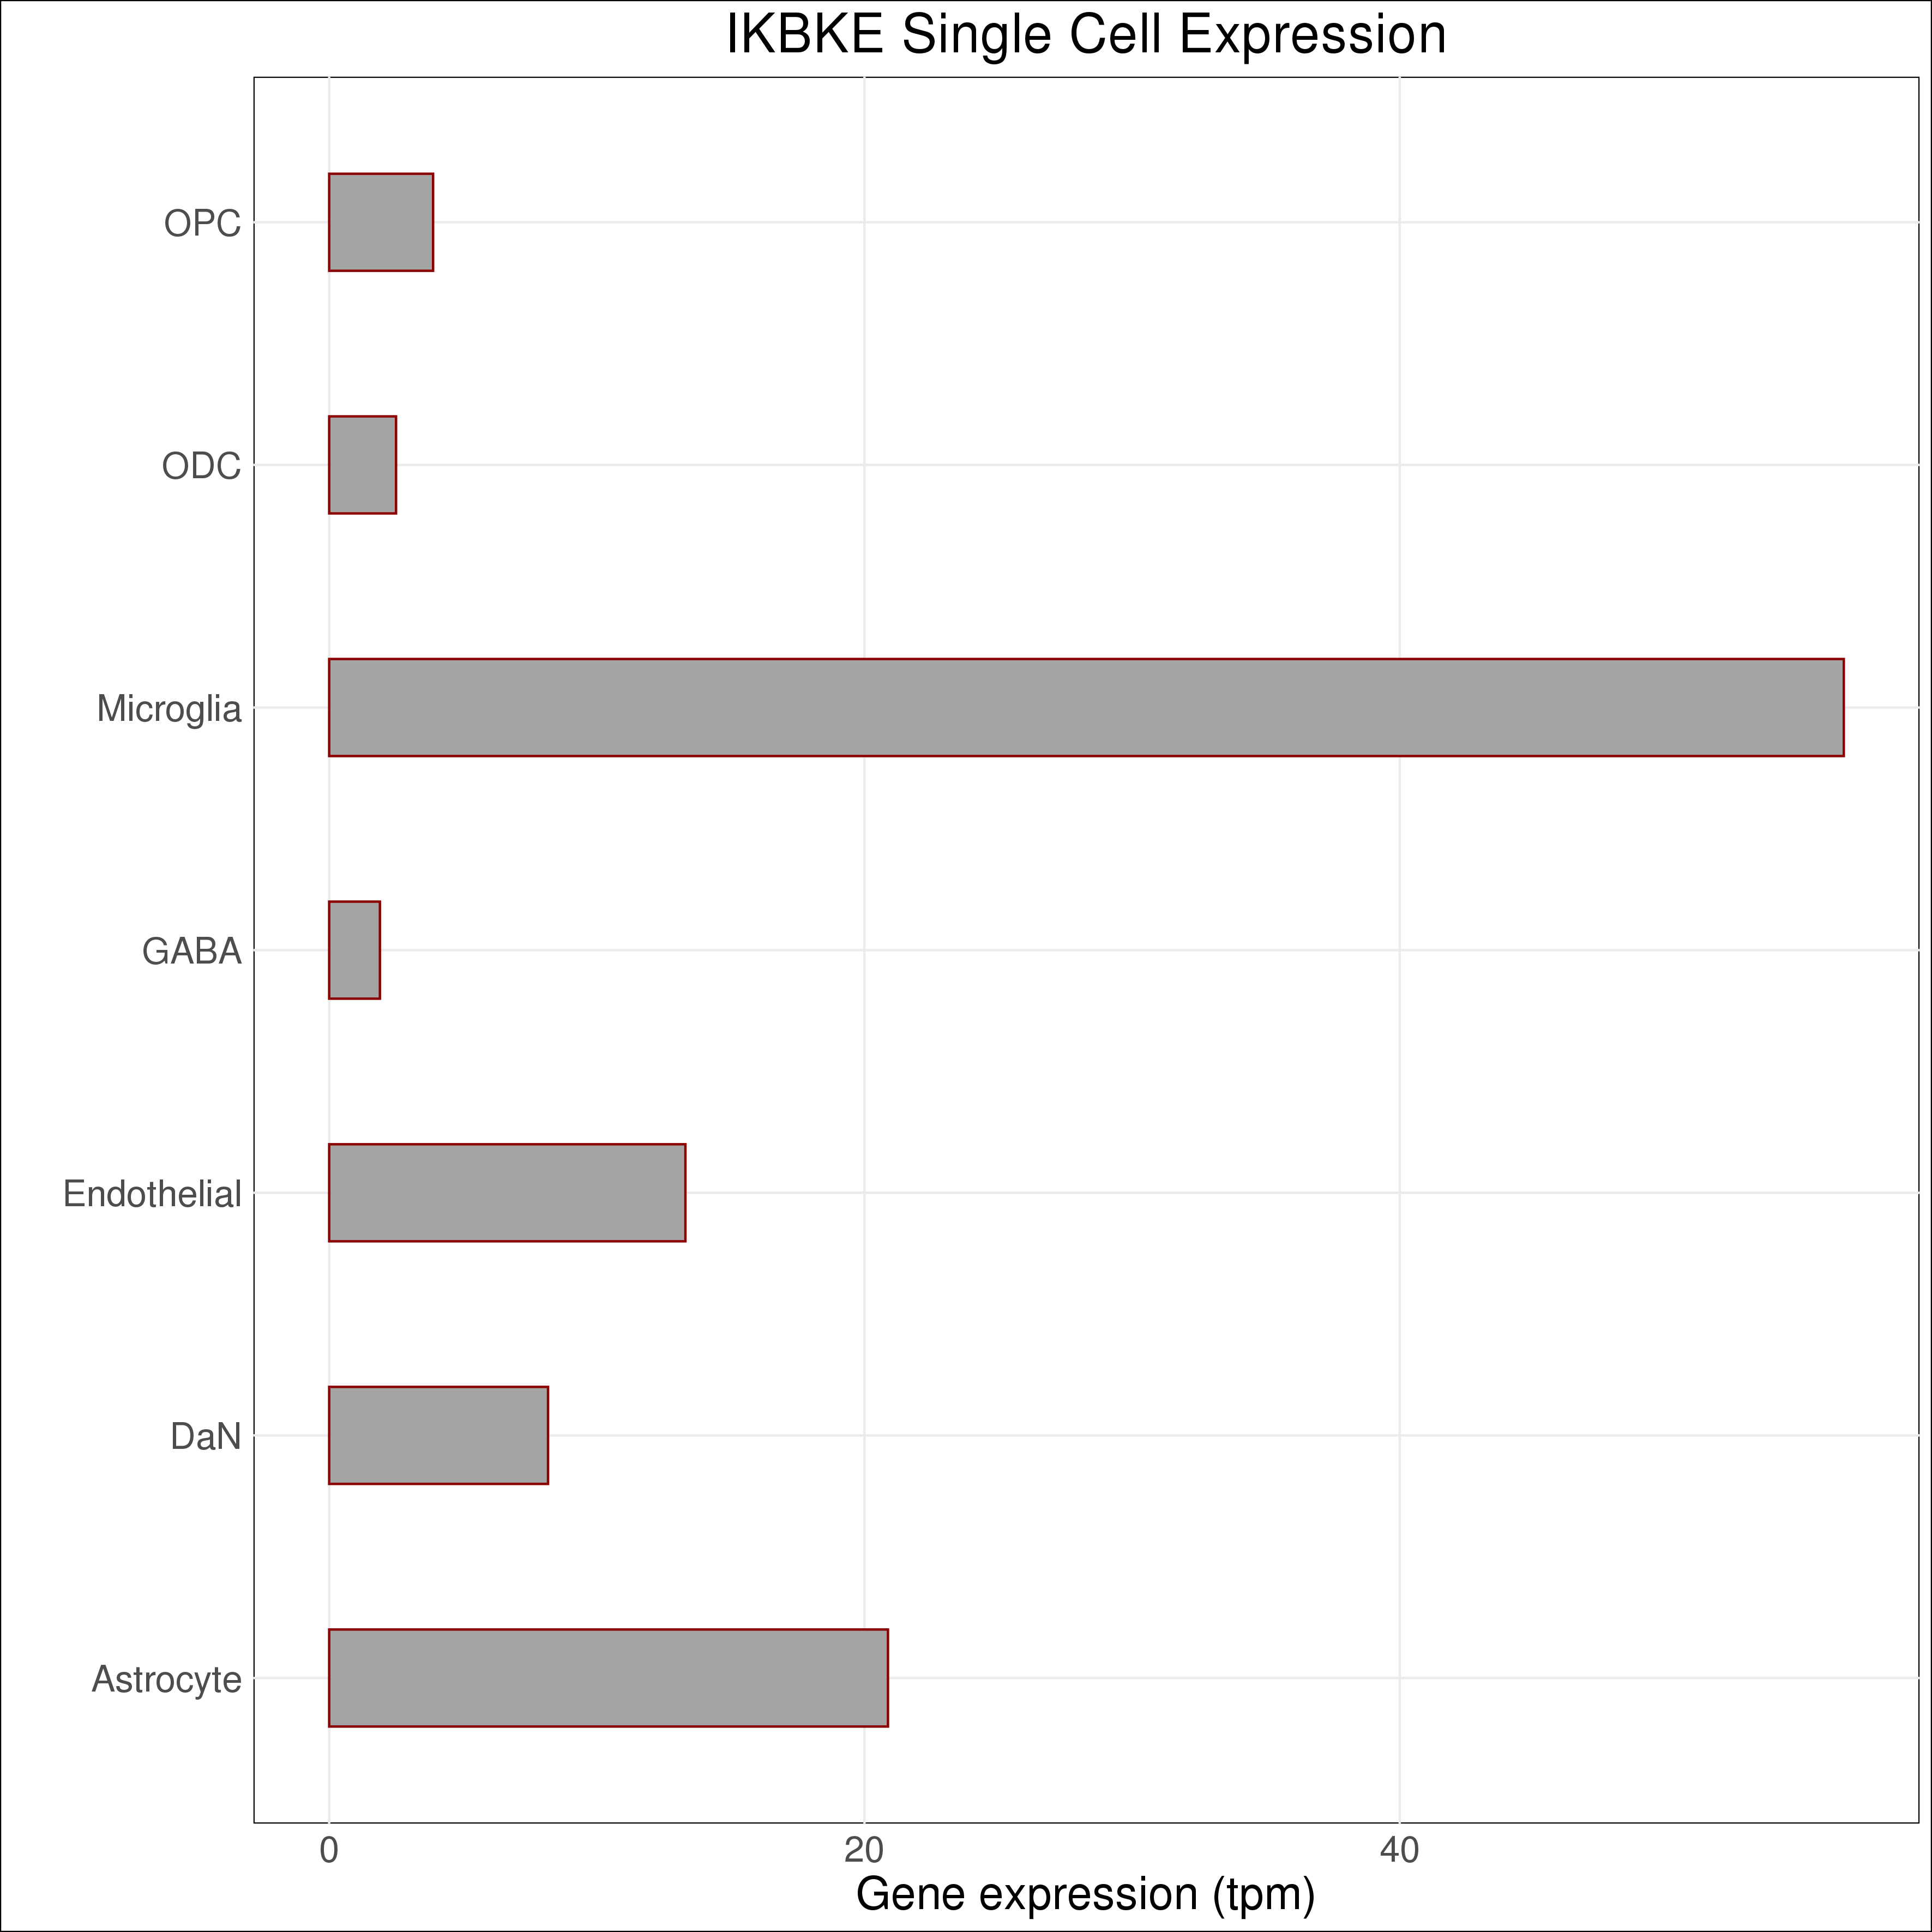 IKBKE Single Cell Expression
OPC
ODC
Microglia
GABA
Endothelial
DaN
Astrocyte
0 20 40
Gene expression (tpm)